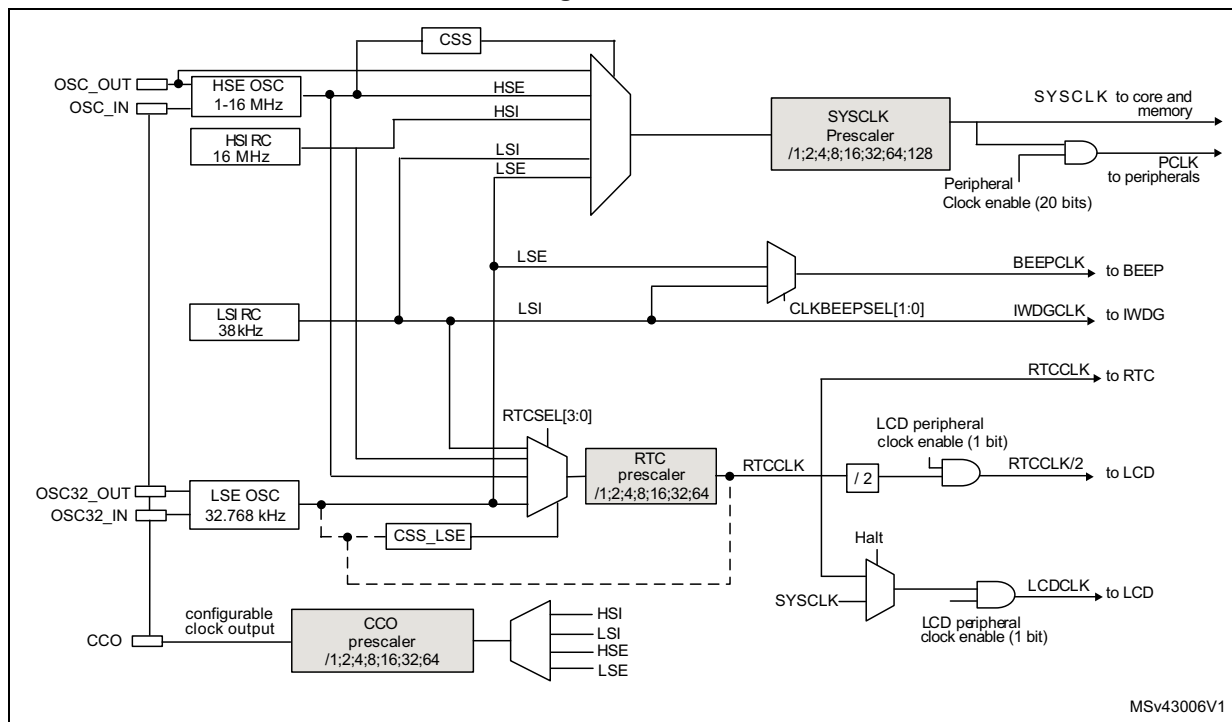 CSS
OSC_OUT
HSE OSC
1-16 MHz
OSC_IN
HSE
HSI
HSI RC
16 MHz
LSI
LSE
SYSCLK
Prescaler
/1;2;4;8;16;32;64;128
SYSCLK to core and
memory
PCLK
to peripherals
Peripheral
Clock enable (20 bits)
LSE
BEEPCLK
to BEEP
CLKBEEPSEL[1:0]
LSI RC
38kHz
LSI
IWDGCLK
to IWDG
RTCCLK
to RTC
RTCSEL[3:0]
LCD peripheral
clock enable (1 bit)
RTC
prescaler
/1;2;4;8;16;32;64
RTCCLK
/ 2
RTCCLK/2
to LCD
OSC32_OUT
LSE OSC
32.768 kHz
OSC32_IN
CSS_LSE
Halt
SYSCLK
LCDCLK
to LCD
LCD peripheral
clock enable (1 bit)
configurable
clock output
CCO
CCO
prescaler
/1;2;4;8;16;32;64
HSI
LSI
HSE
LSE
MSv43006V1